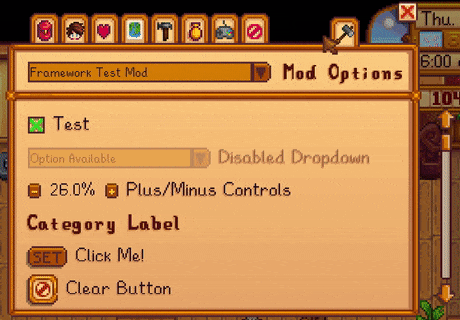 Thu.
6:00
Framework Test Mod
Mod Options
104
Test
Option Available
Disabled Dropdown
26.0% Plus/Minus Controls
Category Label
SET Click Me!
Clear Button